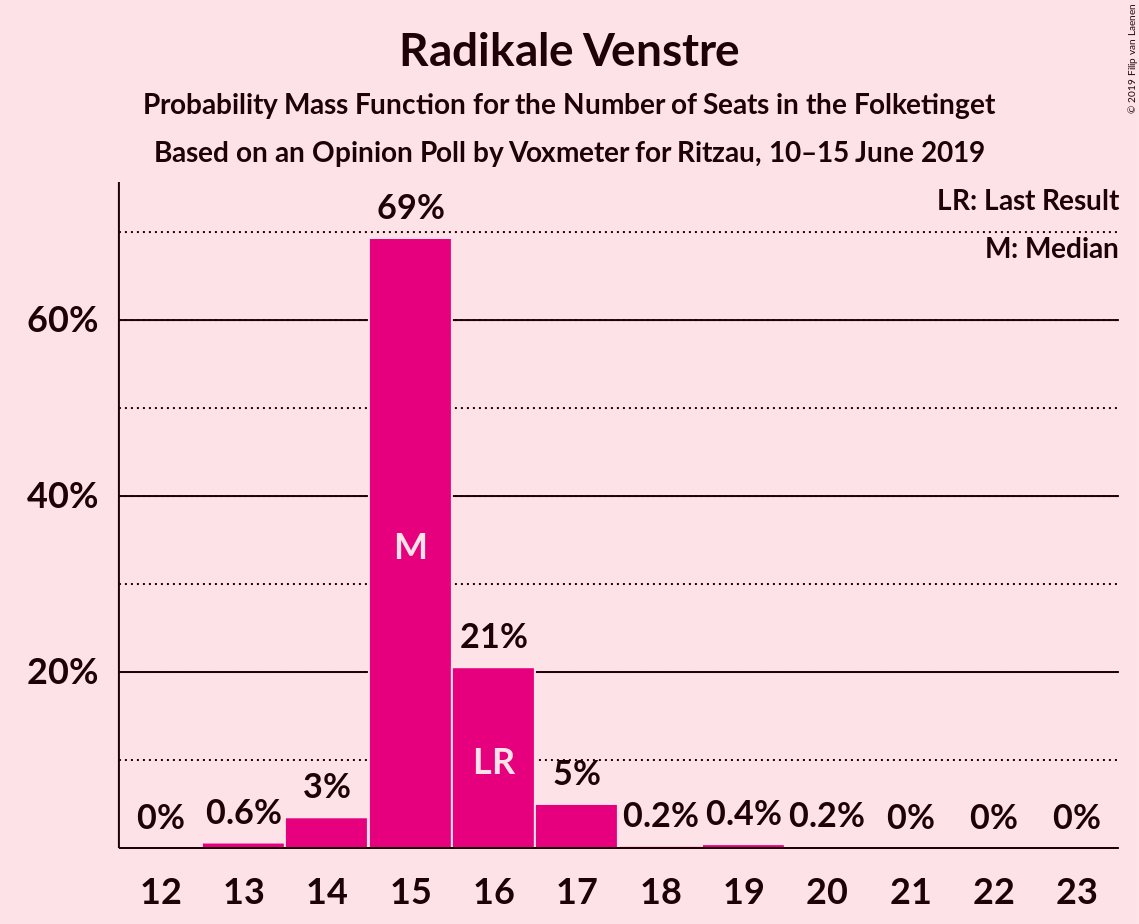 Radikale Venstre
Probability Mass Function for the Number of Seats in the Folketinget
Based on an Opinion Poll by Voxmeter for Ritzau, 10–15 June 2019
© 2019 Filip van Laenen
LR: Last Result
M: Median
60%
40%
20%
0%
0.6%
3%
69%
21%
5%
0.2%
0.4%
0.2%
0%
0%
0%
M
LR
12 13 14 15 16 17 18 19 20 21 22 23